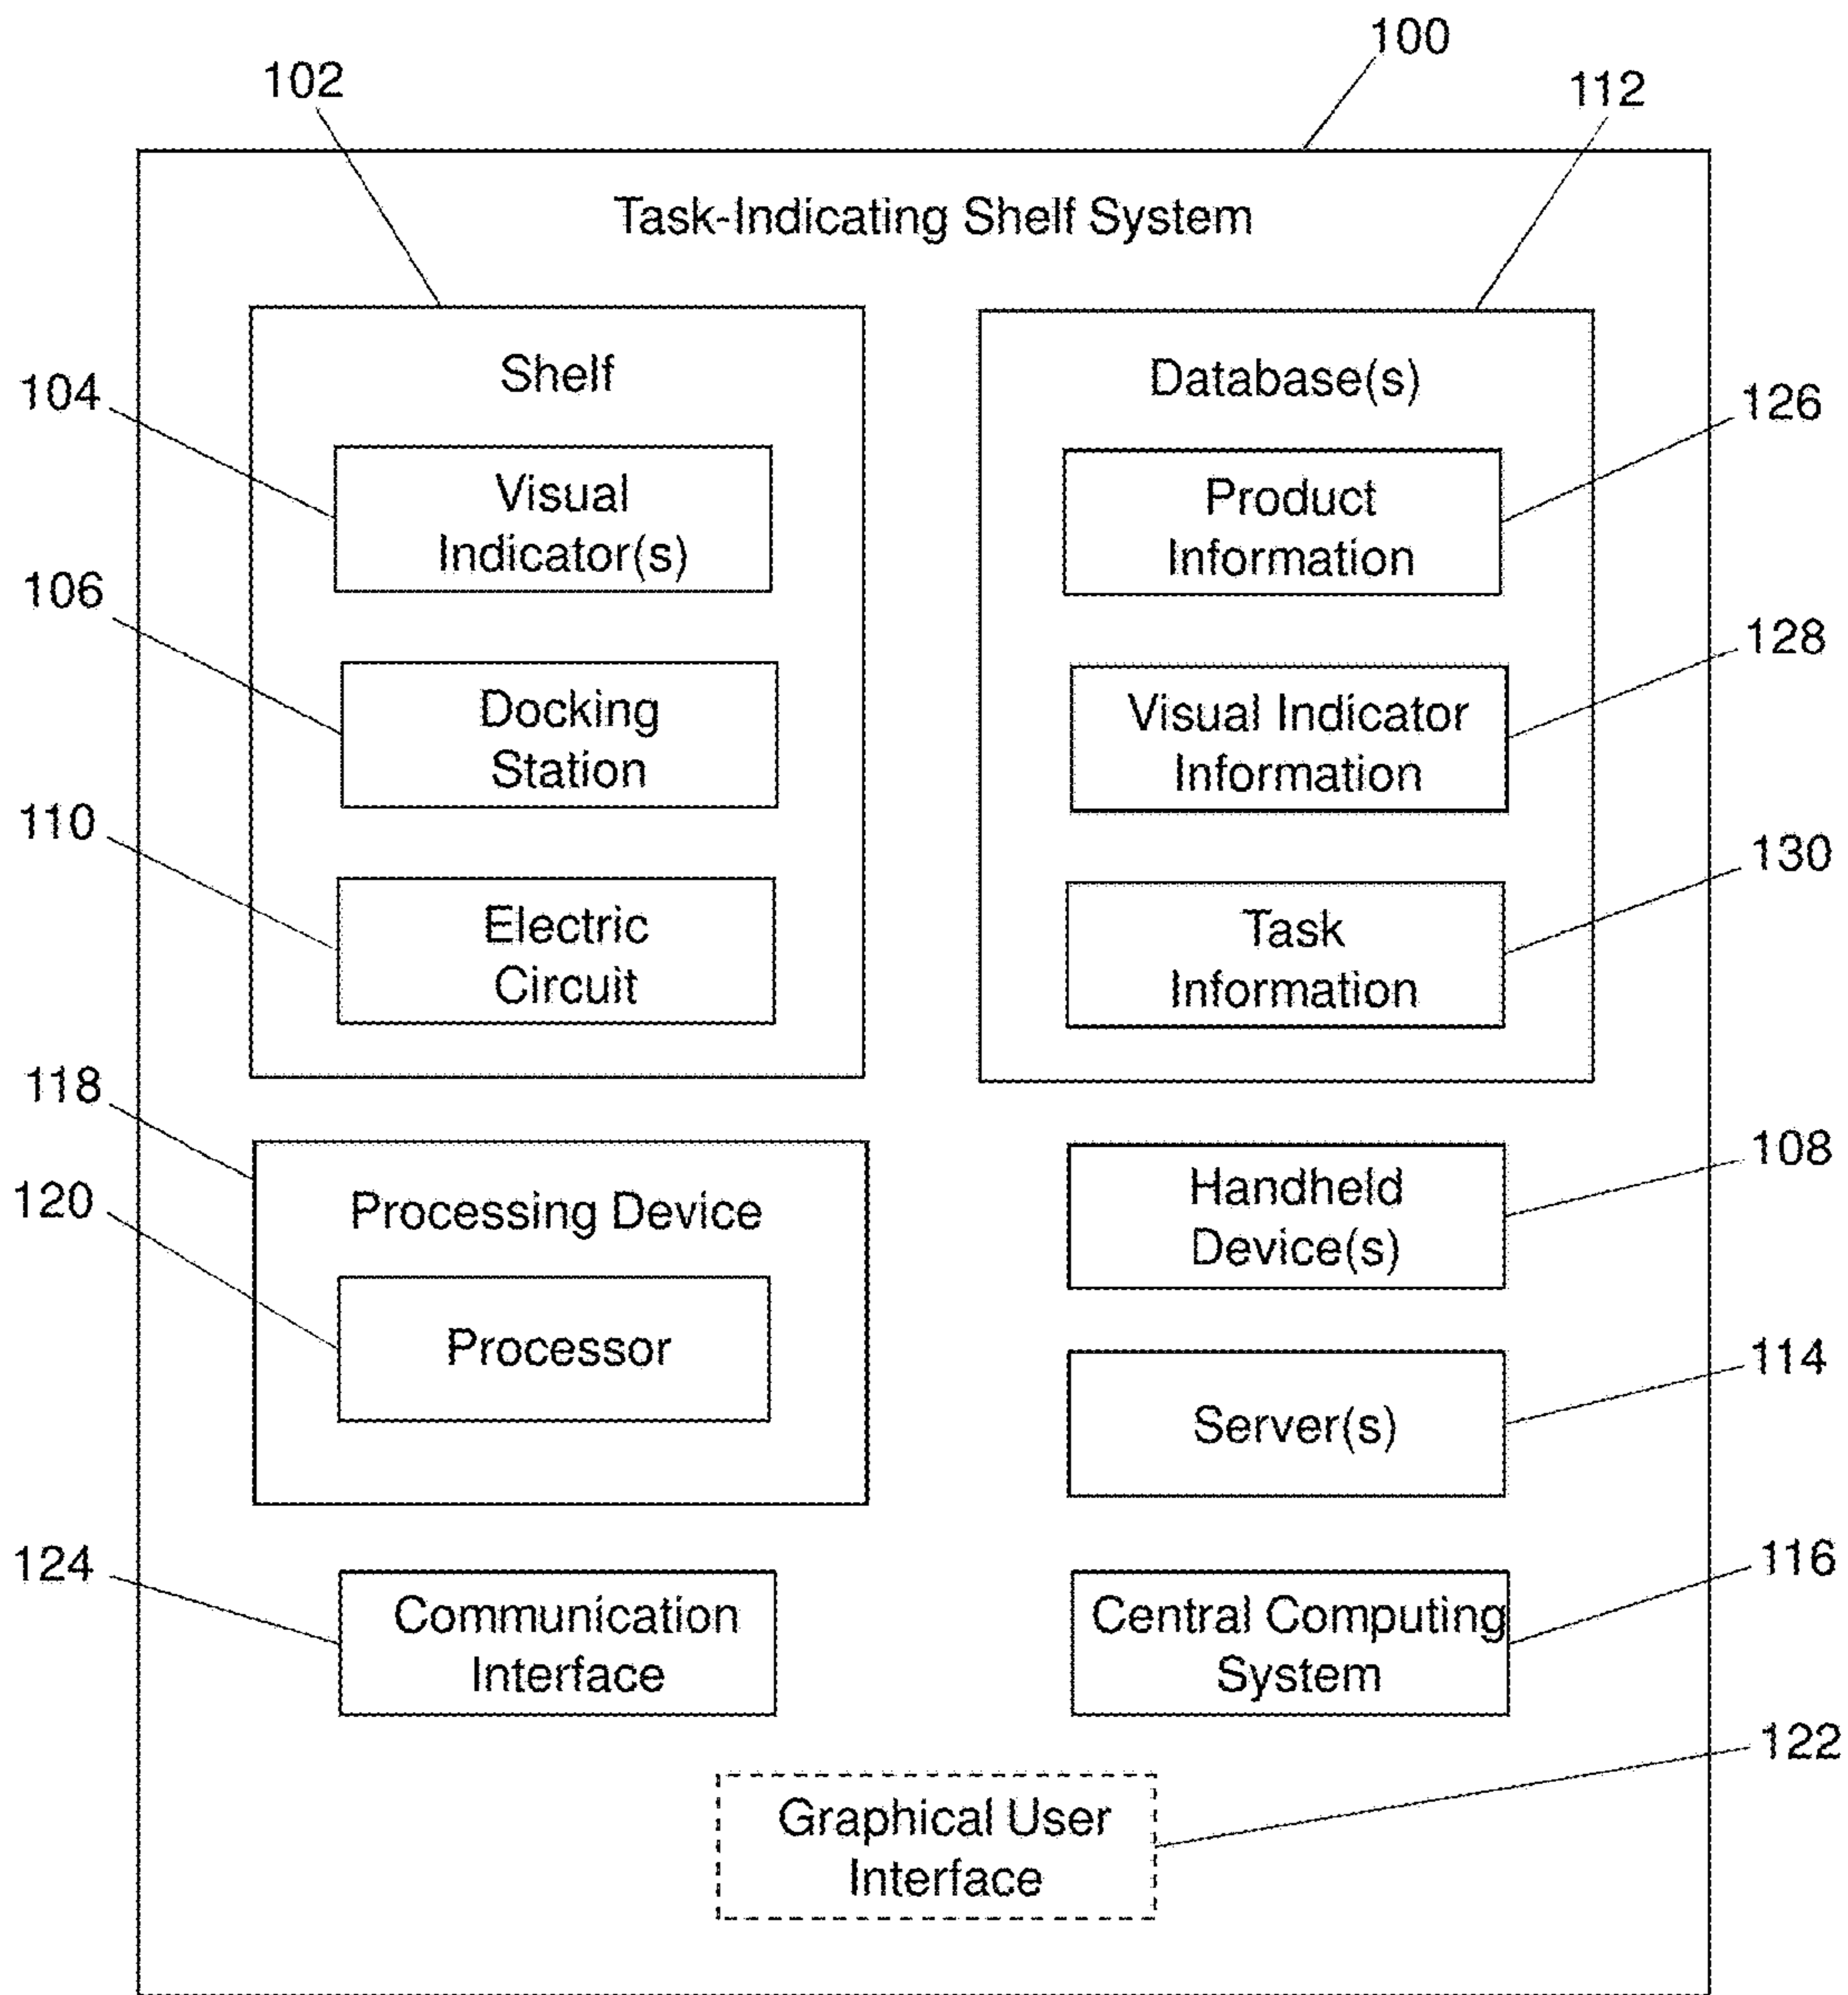 100
102
112
Task-Indicating Shelf System
Shelf
Database(s)
104
126
Visual
Indicator(s)
Product
Information
106
128
Docking
Station
Visual Indicator
Information
110
130
Electric
Circuit
Task
Information
118
108
Processing Device
Handheld
Device(s)
120
114
Processor
Server(s)
124
116
Communication
Interface
Central Computing
System
122
Graphical User
Interface